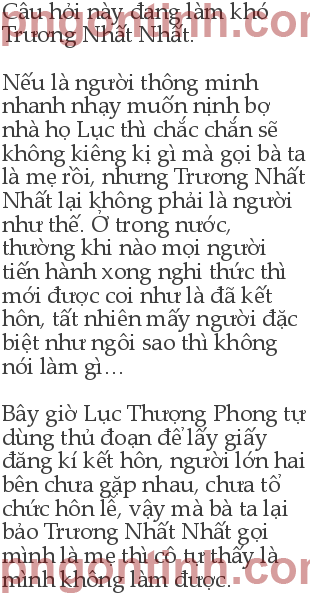 Câu hỏi này đang làm khó
Trương Nhất Nhất.
Nếu là người thông minh
nhanh nhạy muốn nịnh bợ
nhà họ Lục thì chắc chắn sẽ
không kiêng kị gì mà gọi bà ta
là mẹ rồi, nhưng Trương Nhất
Nhất lại không phải là người
như thế. Ở trong nước,
thường khi nào mọi người
tiến hành xong nghi thức thì
mới được coi như là đã kết
hôn, tất nhiên mấy người đặc
biệt như ngôi sao thì không
nói làm gì…
Bây giờ Lục Thượng Phong tự
dùng thủ đoạn để lấy giấy
đăng kí kết hôn, người lớn hai
bên chưa gặp nhau, chưa tổ
chức hôn lễ, vậy mà bà ta lại
bảo Trương Nhất Nhất gọi
mình là mẹ thì cô tự thấy là
mình không làm được.
pngontinh.com
pngontinh.com